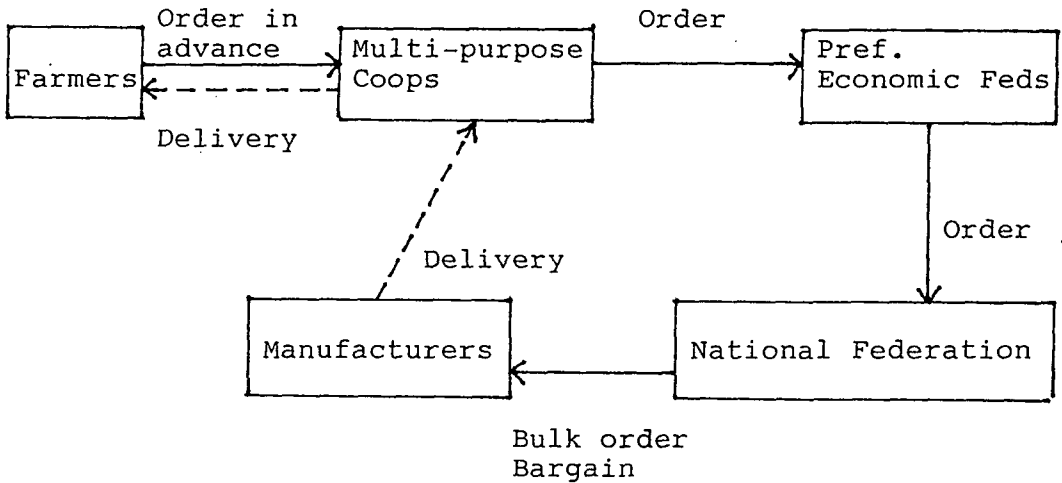 Order in
advance
Order
Farmers
Multi-purpose
Coops
Pref.
Economic Feds
Delivery
Order
Delivery
Manufacturers
National Federation
Bulk order
Bargain